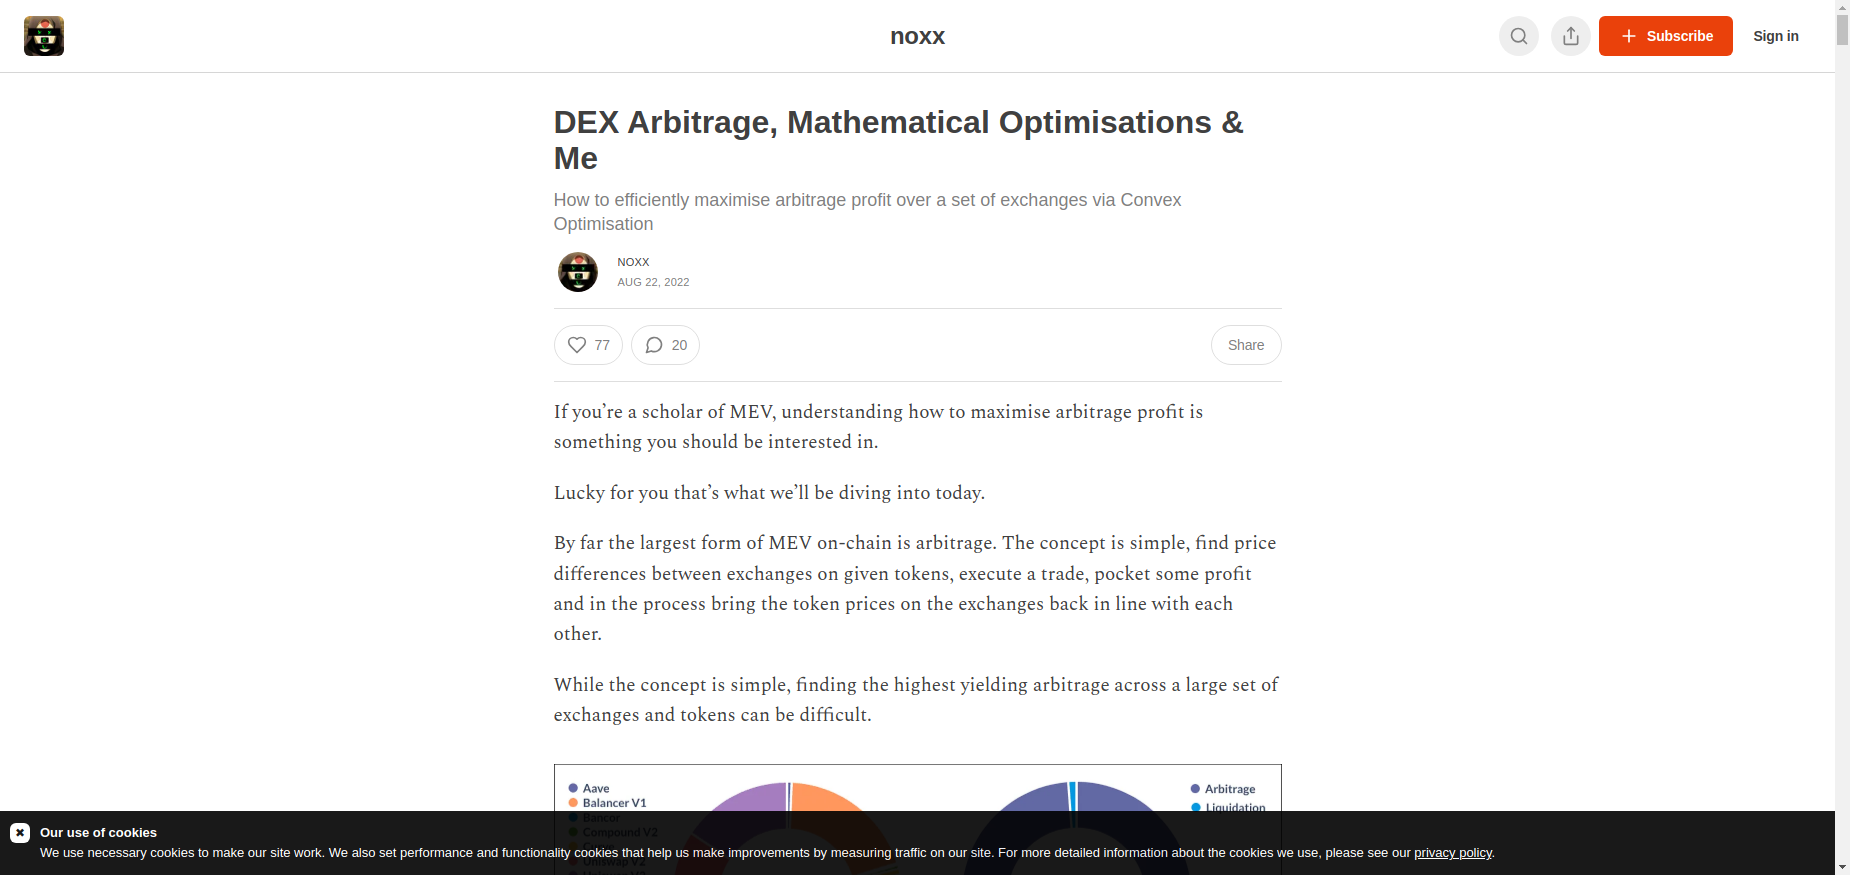 noxx
Subscribe
Sign in
DEX Arbitrage, Mathematical Optimisations &
Me
How to efficiently maximise arbitrage profit over a set of exchanges via Convex
Optimisation
NOXX
AUG 22, 2022
77
20
Share
If you’re a scholar of MEV, understanding how to maximise arbitrage profit is
something you should be interested in.
Lucky for you that’s what we’ll be diving into today.
By far the largest form of MEV on-chain is arbitrage. The concept is simple, find price
differences between exchanges on given tokens, execute a trade, pocket some profit
and in the process bring the token prices on the exchanges back in line with each
other.
While the concept is simple, finding the highest yielding arbitrage across a large set of
exchanges and tokens can be difficult.
Aave
Balancer V1
Bancor
Compound V2
Arbitrage
Liquidation
Our use of cookies
We use necessary cookies to make our site work. We also set performance and functionality cookies that help us make improvements by measuring traffic on our site. For more detailed information about the cookies we use, please see our privacy policy.